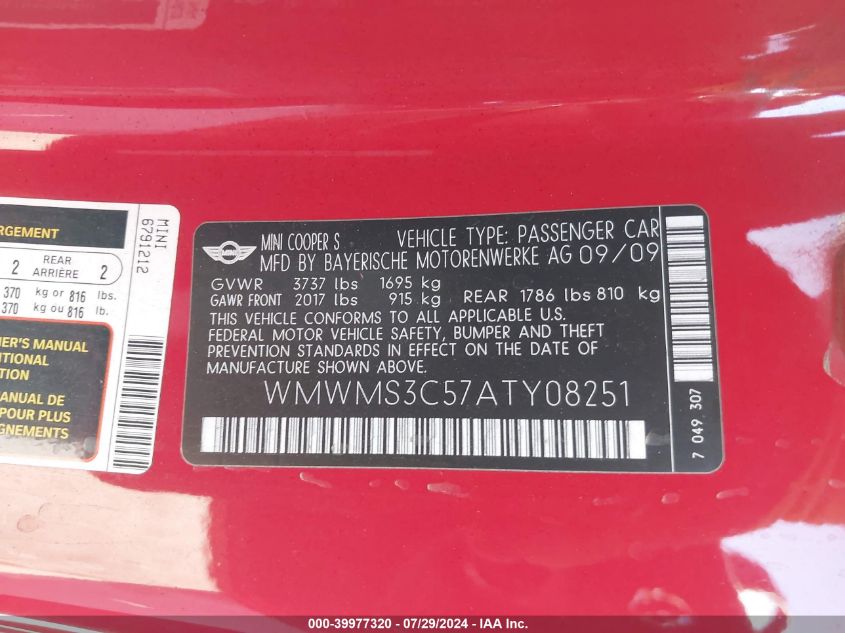 RGEMENT
2 REAR ARRIÈRE 2
370 kg or 816 lbs.
370 kg ou 816 lb.
NER'S MANUAL
DITIONAL
TION
EL DE
POUR PLUS
GNEMENTS
MINI
6791212
MINI COOPER S VEHICLE TYPE: PASSENGER CAR
MFD BY BAYERISCHE MOTORENWERKE AG 09/09
GVWR 3737 lbs 1695 kg
GAWR FRONT 2017 lbs 915 kg REAR 1786 lbs 810 kg
THIS VEHICLE CONFORMS TO ALL APPLICABLE U.S.
FEDERAL MOTOR VEHICLE SAFETY, BUMPER AND THEFT
PREVENTION STANDARDS IN EFFECT ON THE DATE OF
MANUFACTURE SHOWN ABOVE.
WMWMS3C57ATY08251
7 049 307
000-39977320 - 07/29/2024 - IAA Inc.